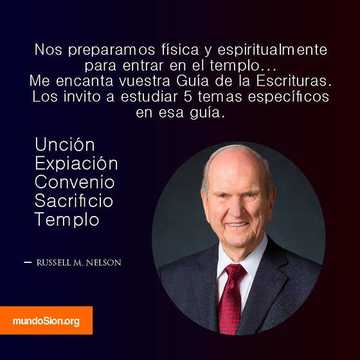 Nos preparamos física y espiritualmente
para entrar en el templo...
Me encanta vuestra Guía de la Escrituras.
Los invito a estudiar 5 temas específicos
en esa guía.
Unción
Expiación
Convenio
Sacrificio
Templo
— RUSSELL M. NELSON
mundoSion.org